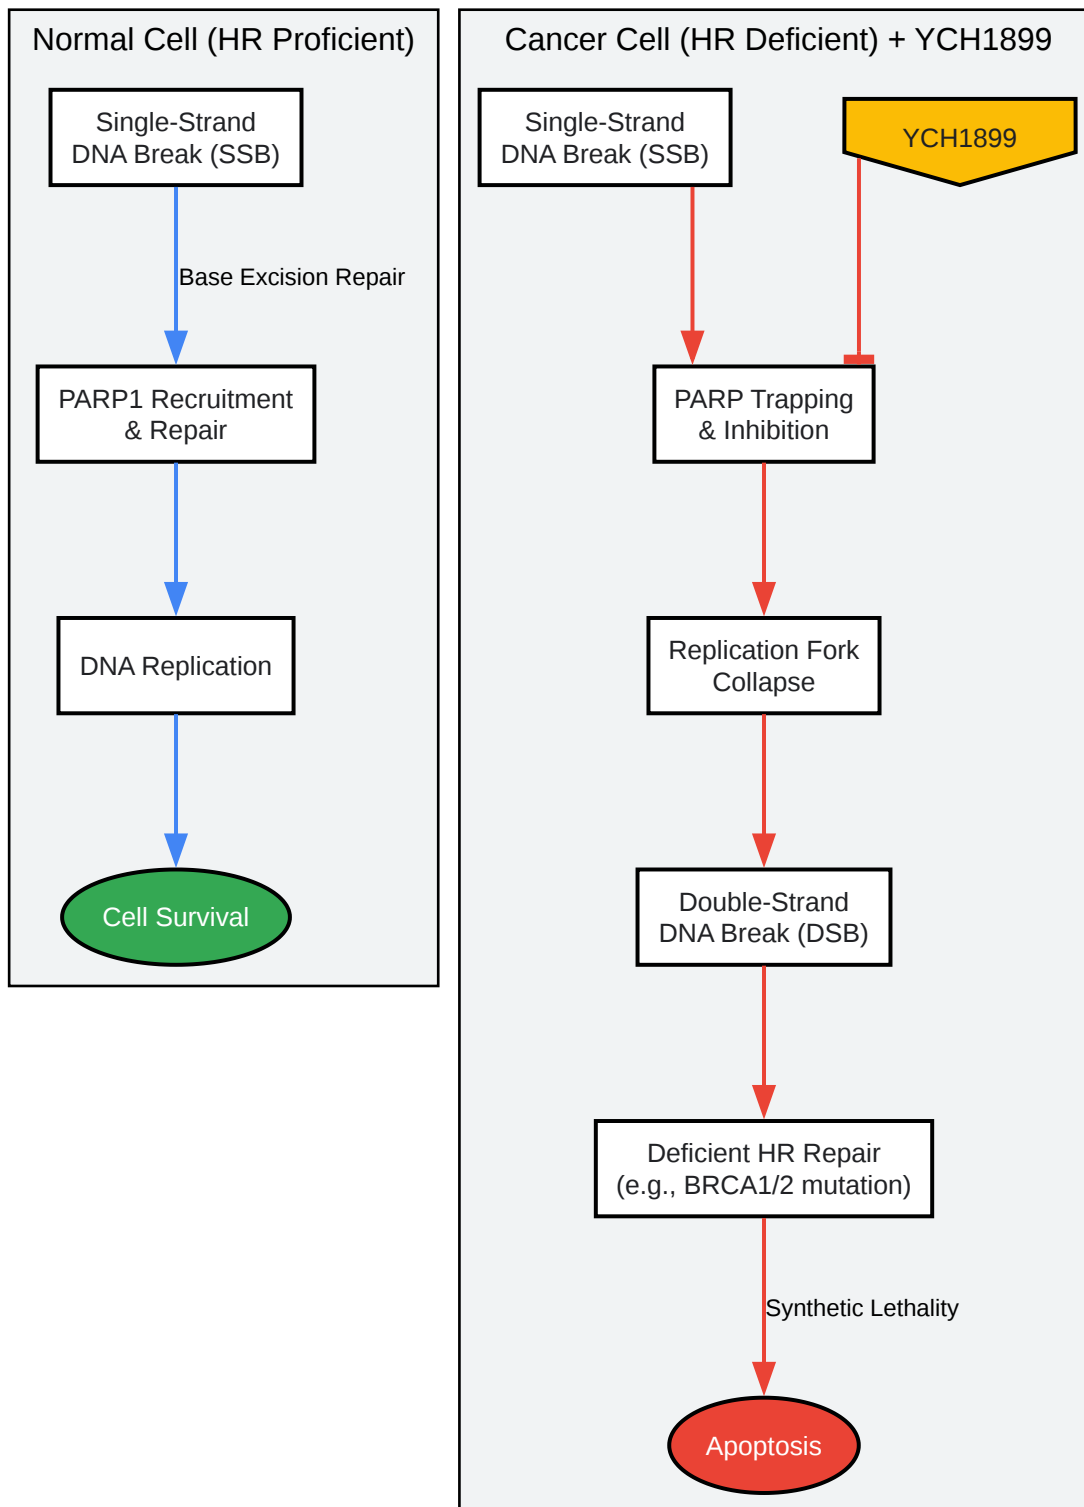 Normal Cell (HR Proficient)
Single-Strand
DNA Break (SSB)
Base Excision Repair
PARP1 Recruitment
& Repair
DNA Replication
Cell Survival
Cancer Cell (HR Deficient) + YCH1899
Single-Strand
DNA Break (SSB)
YCH1899
PARP Trapping
& Inhibition
Replication Fork
Collapse
Double-Strand
DNA Break (DSB)
Deficient HR Repair
(e.g., BRCA1/2 mutation)
Synthetic Lethality
Apoptosis